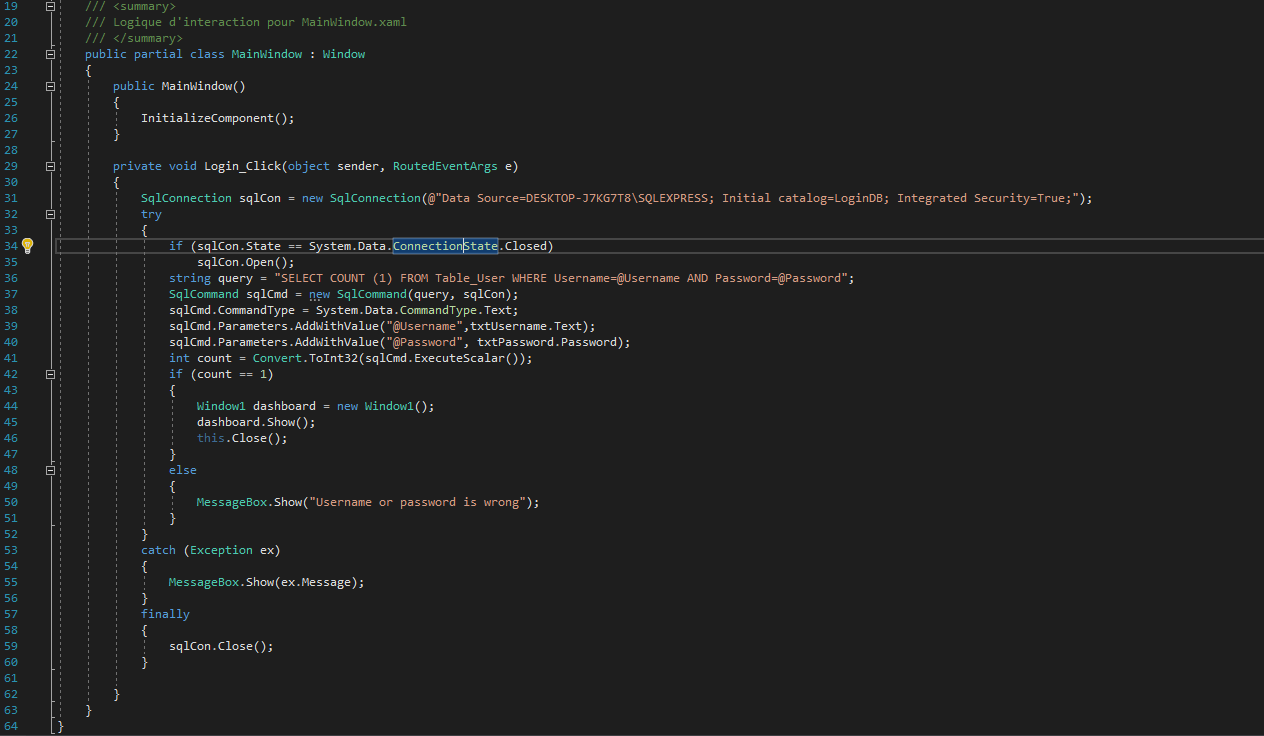 19 /// <summary>
20 /// Logique d'interaction pour MainWindow.xaml
21 /// </summary>
22 public partial class MainWindow : Window
23 {
24 public MainWindow()
25 {
26 InitializeComponent();
27 }
28
29 private void Login_Click(object sender, RoutedEventArgs e)
30 {
31 SqlConnection sqlCon = new SqlConnection(@"Data Source=DESKTOP-J7KG7T8\SQLEXPRESS; Initial catalog=LoginDB; Integrated Security=True;");
32 try
33 {
34 if (sqlCon.State == System.Data.ConnectionState.Closed)
35 sqlCon.Open();
36 string query = "SELECT COUNT (1) FROM Table_User WHERE Username=@Username AND Password=@Password";
37 SqlCommand sqlCmd = new SqlCommand(query, sqlCon);
38 sqlCmd.CommandType = System.Data.CommandType.Text;
39 sqlCmd.Parameters.AddWithValue("@Username",txtUsername.Text);
40 sqlCmd.Parameters.AddWithValue("@Password", txtPassword.Password);
41 int count = Convert.ToInt32(sqlCmd.ExecuteScalar());
42 if (count == 1)
43 {
44 Window1 dashboard = new Window1();
45 dashboard.Show();
46 this.Close();
47 }
48 else
49 {
50 MessageBox.Show("Username or password is wrong");
51 }
52 }
53 catch (Exception ex)
54 {
55 MessageBox.Show(ex.Message);
56 }
57 finally
58 {
59 sqlCon.Close();
60 }
61
62 }
63 }
64 }